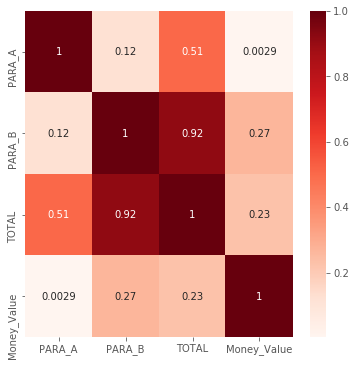 PARA_A 1 0.12 0.51 0.0029
PARA_B 0.12 1 0.92 0.27
TOTAL 0.51 0.92 1 0.23
Money_Value 0.0029 0.27 0.23 1
PARA_A PARA_B TOTAL Money_Value
1.0
0.8
0.6
0.4
0.2